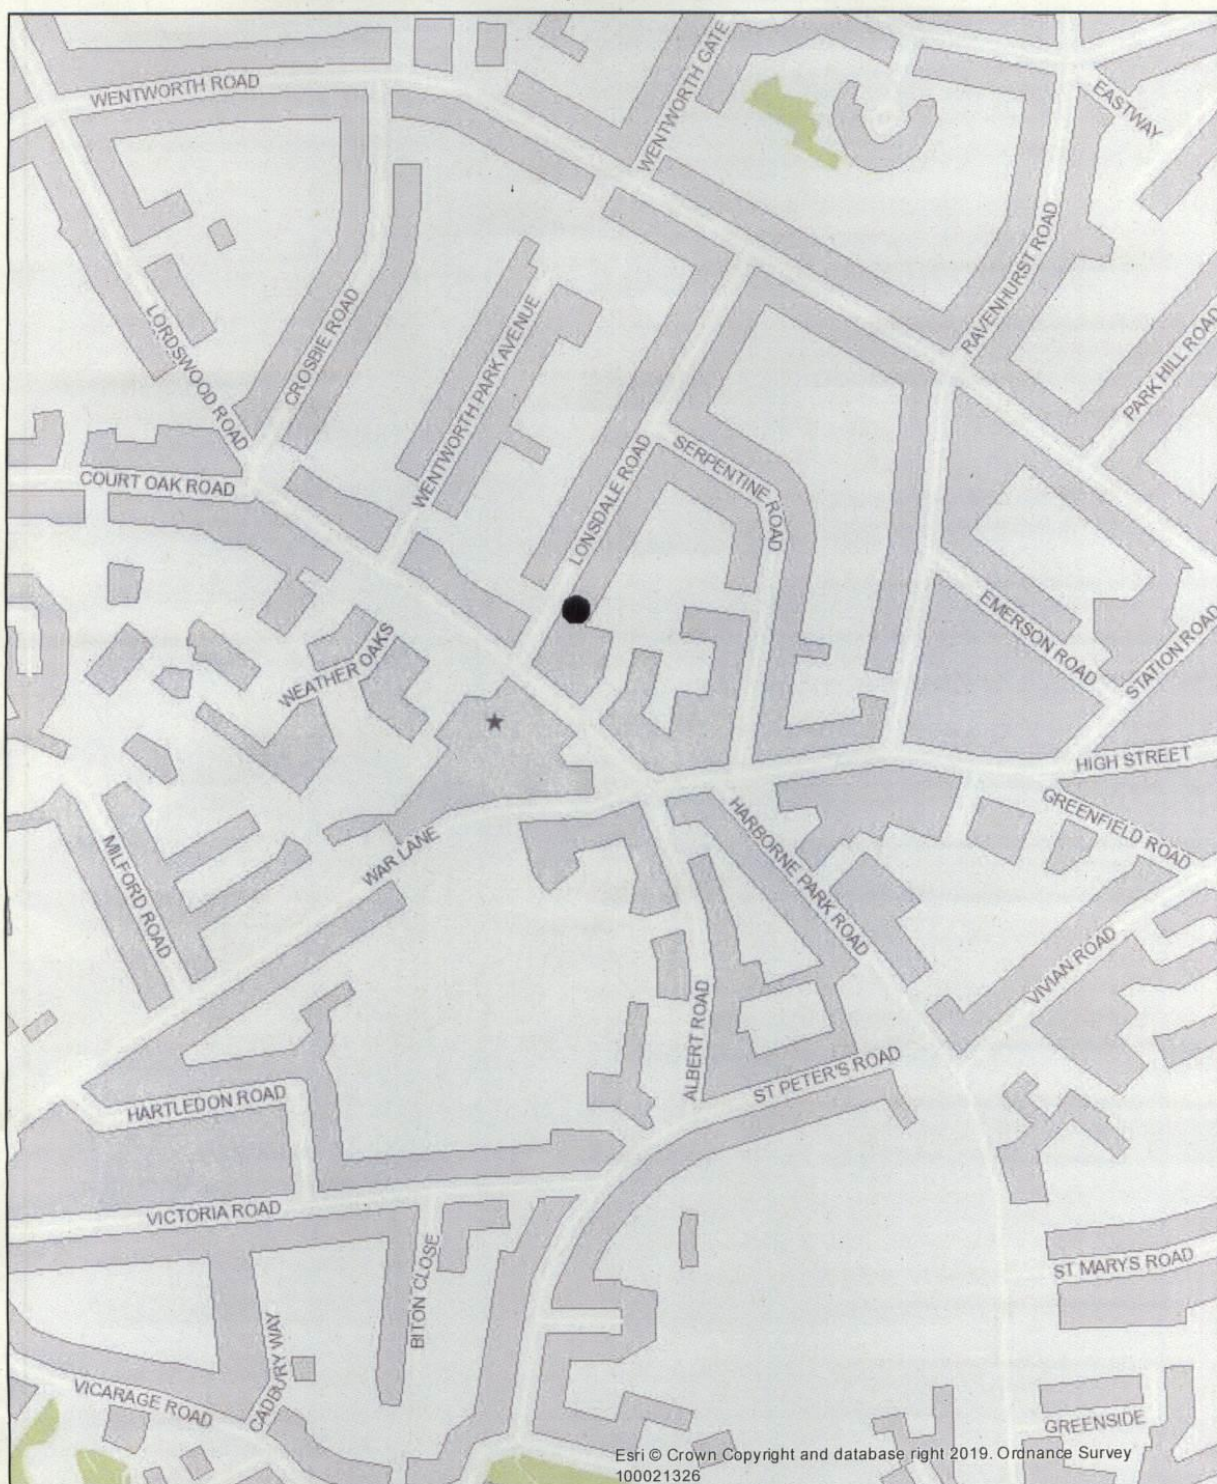 WENTWORTH ROAD
WENTWORTH GATE
EASTWAY
RAVENHURST ROAD
LORDSWOOD ROAD
CROSBIE ROAD
WENTWORTH PARK AVENUE
PARK HILL ROAD
COURT OAK ROAD
LONSDALE ROAD
SERPENTINE ROAD
EMERSON ROAD
STATION ROAD
WEATHER OAKS
HIGH STREET
GREENFIELD ROAD
HARBORNE PARK ROAD
WAR LANE
MILFORD ROAD
VIVIAN ROAD
ALBERT ROAD
ST PETER'S ROAD
HARTLEDON ROAD
VICTORIA ROAD
BITON CLOSE
ST MARYS ROAD
CADBURY WAY
VICARAGE ROAD
GREENSIDE
Esri © Crown Copyright and database right 2019. Ordnance Survey
100021326